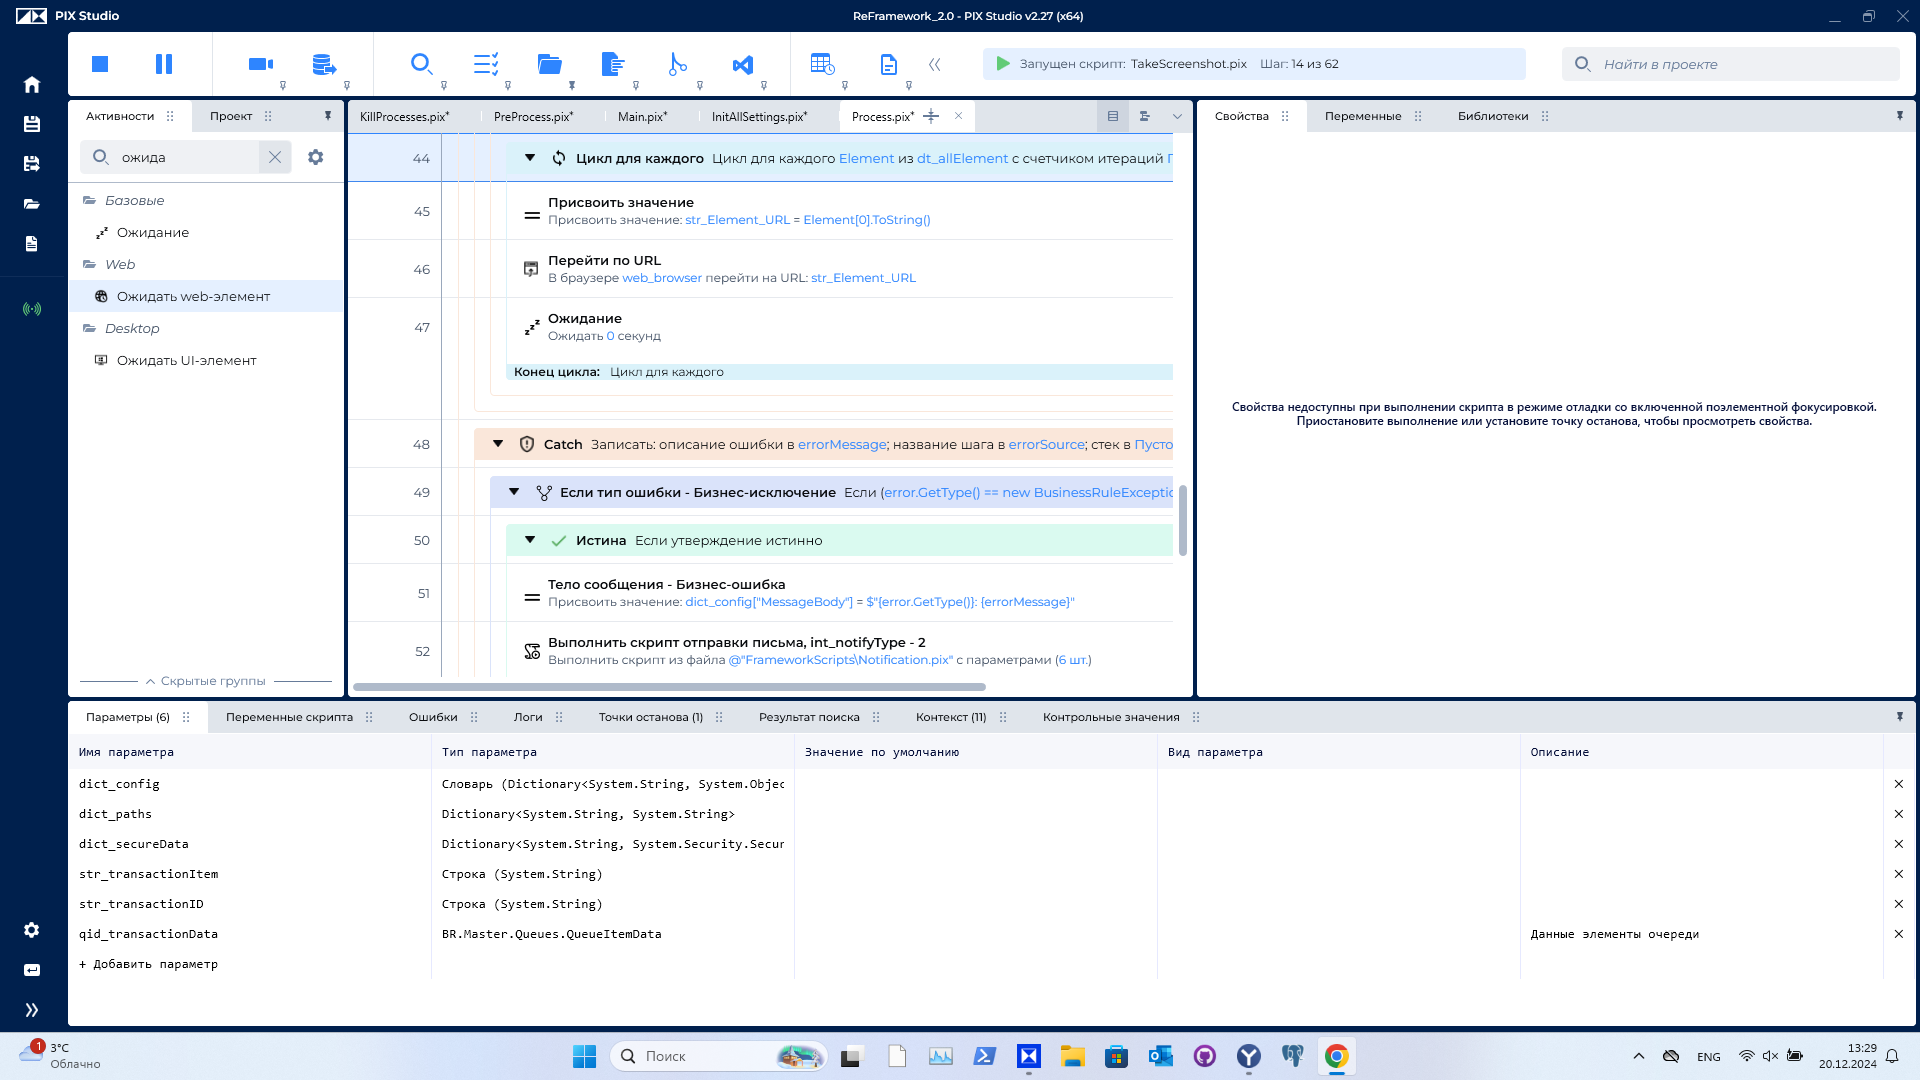 PIX Studio
ReFramework_2.0 - PIX Studio v2.27 (x64)
Запущен скрипт: TakeScreenshot.pix Шаг: 14 из 62
Найти в проекте
Активности
Проект
ожида
Базовые
Ожидание
Web
Ожидать web-элемент
Desktop
Ожидать UI-элемент
Скрытые группы
KillProcesses.pix*
PreProcess.pix*
Main.pix*
InitAllSettings.pix*
Process.pix*
44 Цикл для каждого Цикл для каждого Element из dt_allElement с счетчиком итераций
45 Присвоить значение
Присвоить значение: str_Element_URL = Element[0].ToString()
46 Перейти по URL
В браузере web_browser перейти на URL: str_Element_URL
47 Ожидание
Ожидать 0 секунд
Конец цикла: Цикл для каждого
48 Catch Записать: описание ошибки в errorMessage; название шага в errorSource; стек в Пусто
49 Если тип ошибки - Бизнес-исключение Если (error.GetType() == new BusinessRuleExceptio
50 Истина Если утверждение истинно
51 Тело сообщения - Бизнес-ошибка
Присвоить значение: dict_config["MessageBody"] = $"{error.GetType()}: {errorMessage}"
52 Выполнить скрипт отправки письма, int_notifyType - 2
Выполнить скрипт из файла @"FrameworkScripts\Notification.pix" с параметрами (6 шт.)
Свойства
Переменные
Библиотеки
Свойства недоступны при выполнении скрипта в режиме отладки со включенной поэлементной фокусировкой.
Приостановите выполнение или установите точку останова, чтобы просмотреть свойства.
Параметры (6)
Переменные скрипта
Ошибки
Логи
Точки останова (1)
Результат поиска
Контекст (11)
Контрольные значения
Имя параметра Тип параметра Значение по умолчанию Вид параметра Описание
dict_config Словарь (Dictionary<System.String, System.Objec
dict_paths Dictionary<System.String, System.String>
dict_secureData Dictionary<System.String, System.Security.Secur
str_transactionItem Строка (System.String)
str_transactionID Строка (System.String)
qid_transactionData BR.Master.Queues.QueueItemData Данные элементы очереди
+ Добавить параметр
1
3°C
Облачно
Поиск
ENG
13:29
20.12.2024